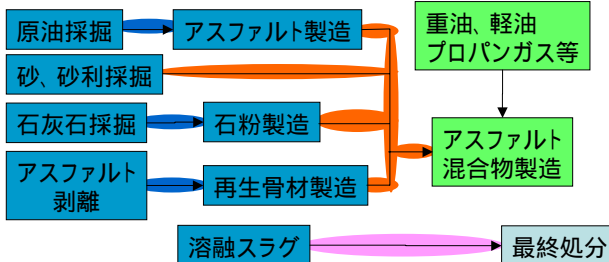 原油採掘
アスファルト製造
重油、軽油
プロパンガス等
砂、砂利採掘
石灰石採掘
石粉製造
アスファルト
混合物製造
アスファルト
剥離
再生骨材製造
溶融スラグ
最終処分